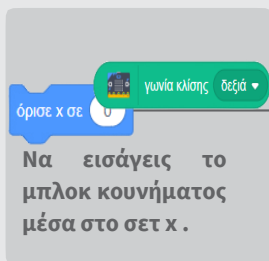 γωνία κλίσης δεξιά
όρισε x σε 0
Να εισάγεις το
μπλοκ κουνήματος
μέσα στο σετ x .